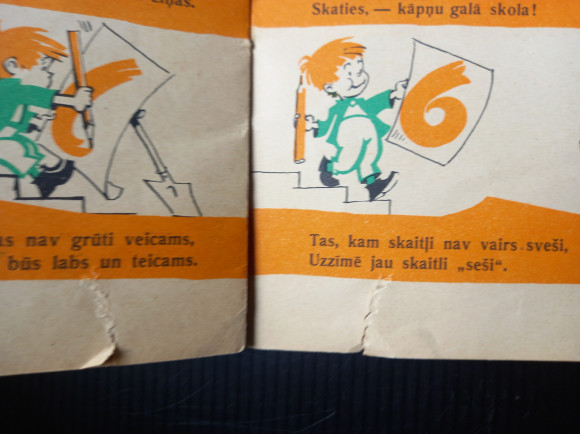 nav grūti veicams,
būs labs un teicams.
Skaties, — kāpņu galā skola!
6
Tas, kam skaitļi nav vairs sveši,
Uzzīmē jau skaitli „seši“.